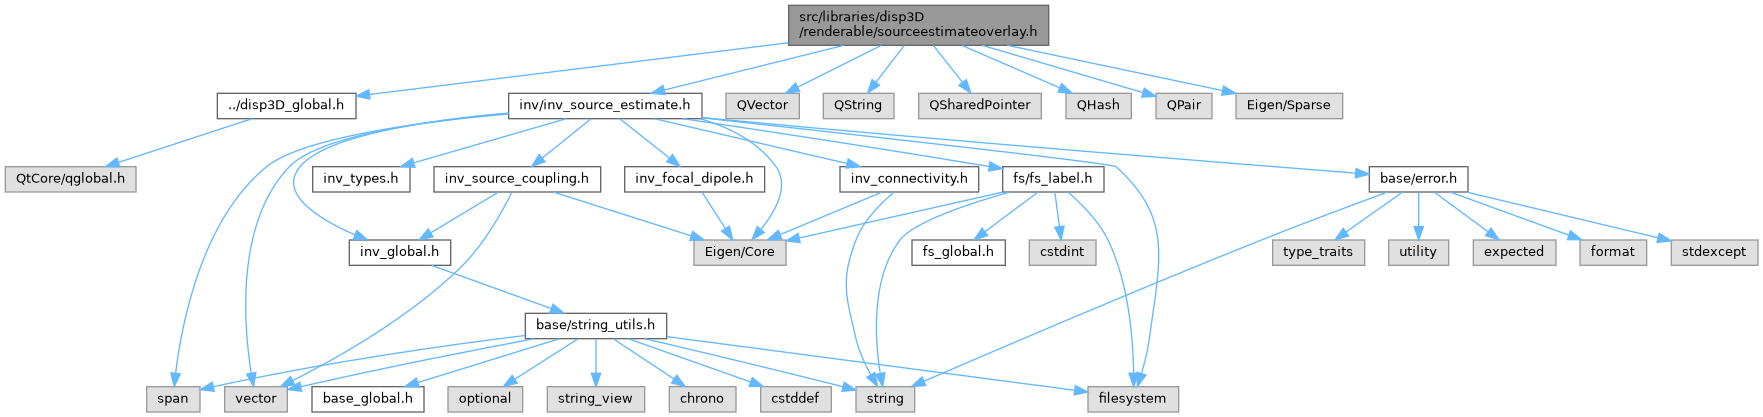 src/libraries/disp3D
/renderable/sourceestimateoverlay.h
../disp3D_global.h
inv/inv_source_estimate.h
QVector
QString
QSharedPointer
QHash
QPair
Eigen/Sparse
QtCore/qglobal.h
inv_types.h
inv_source_coupling.h
inv_focal_dipole.h
inv_connectivity.h
fs/fs_label.h
base/error.h
inv_global.h
Eigen/Core
fs_global.h
cstdint
type_traits
utility
expected
format
stdexcept
base/string_utils.h
span
vector
base_global.h
optional
string_view
chrono
cstddef
string
filesystem